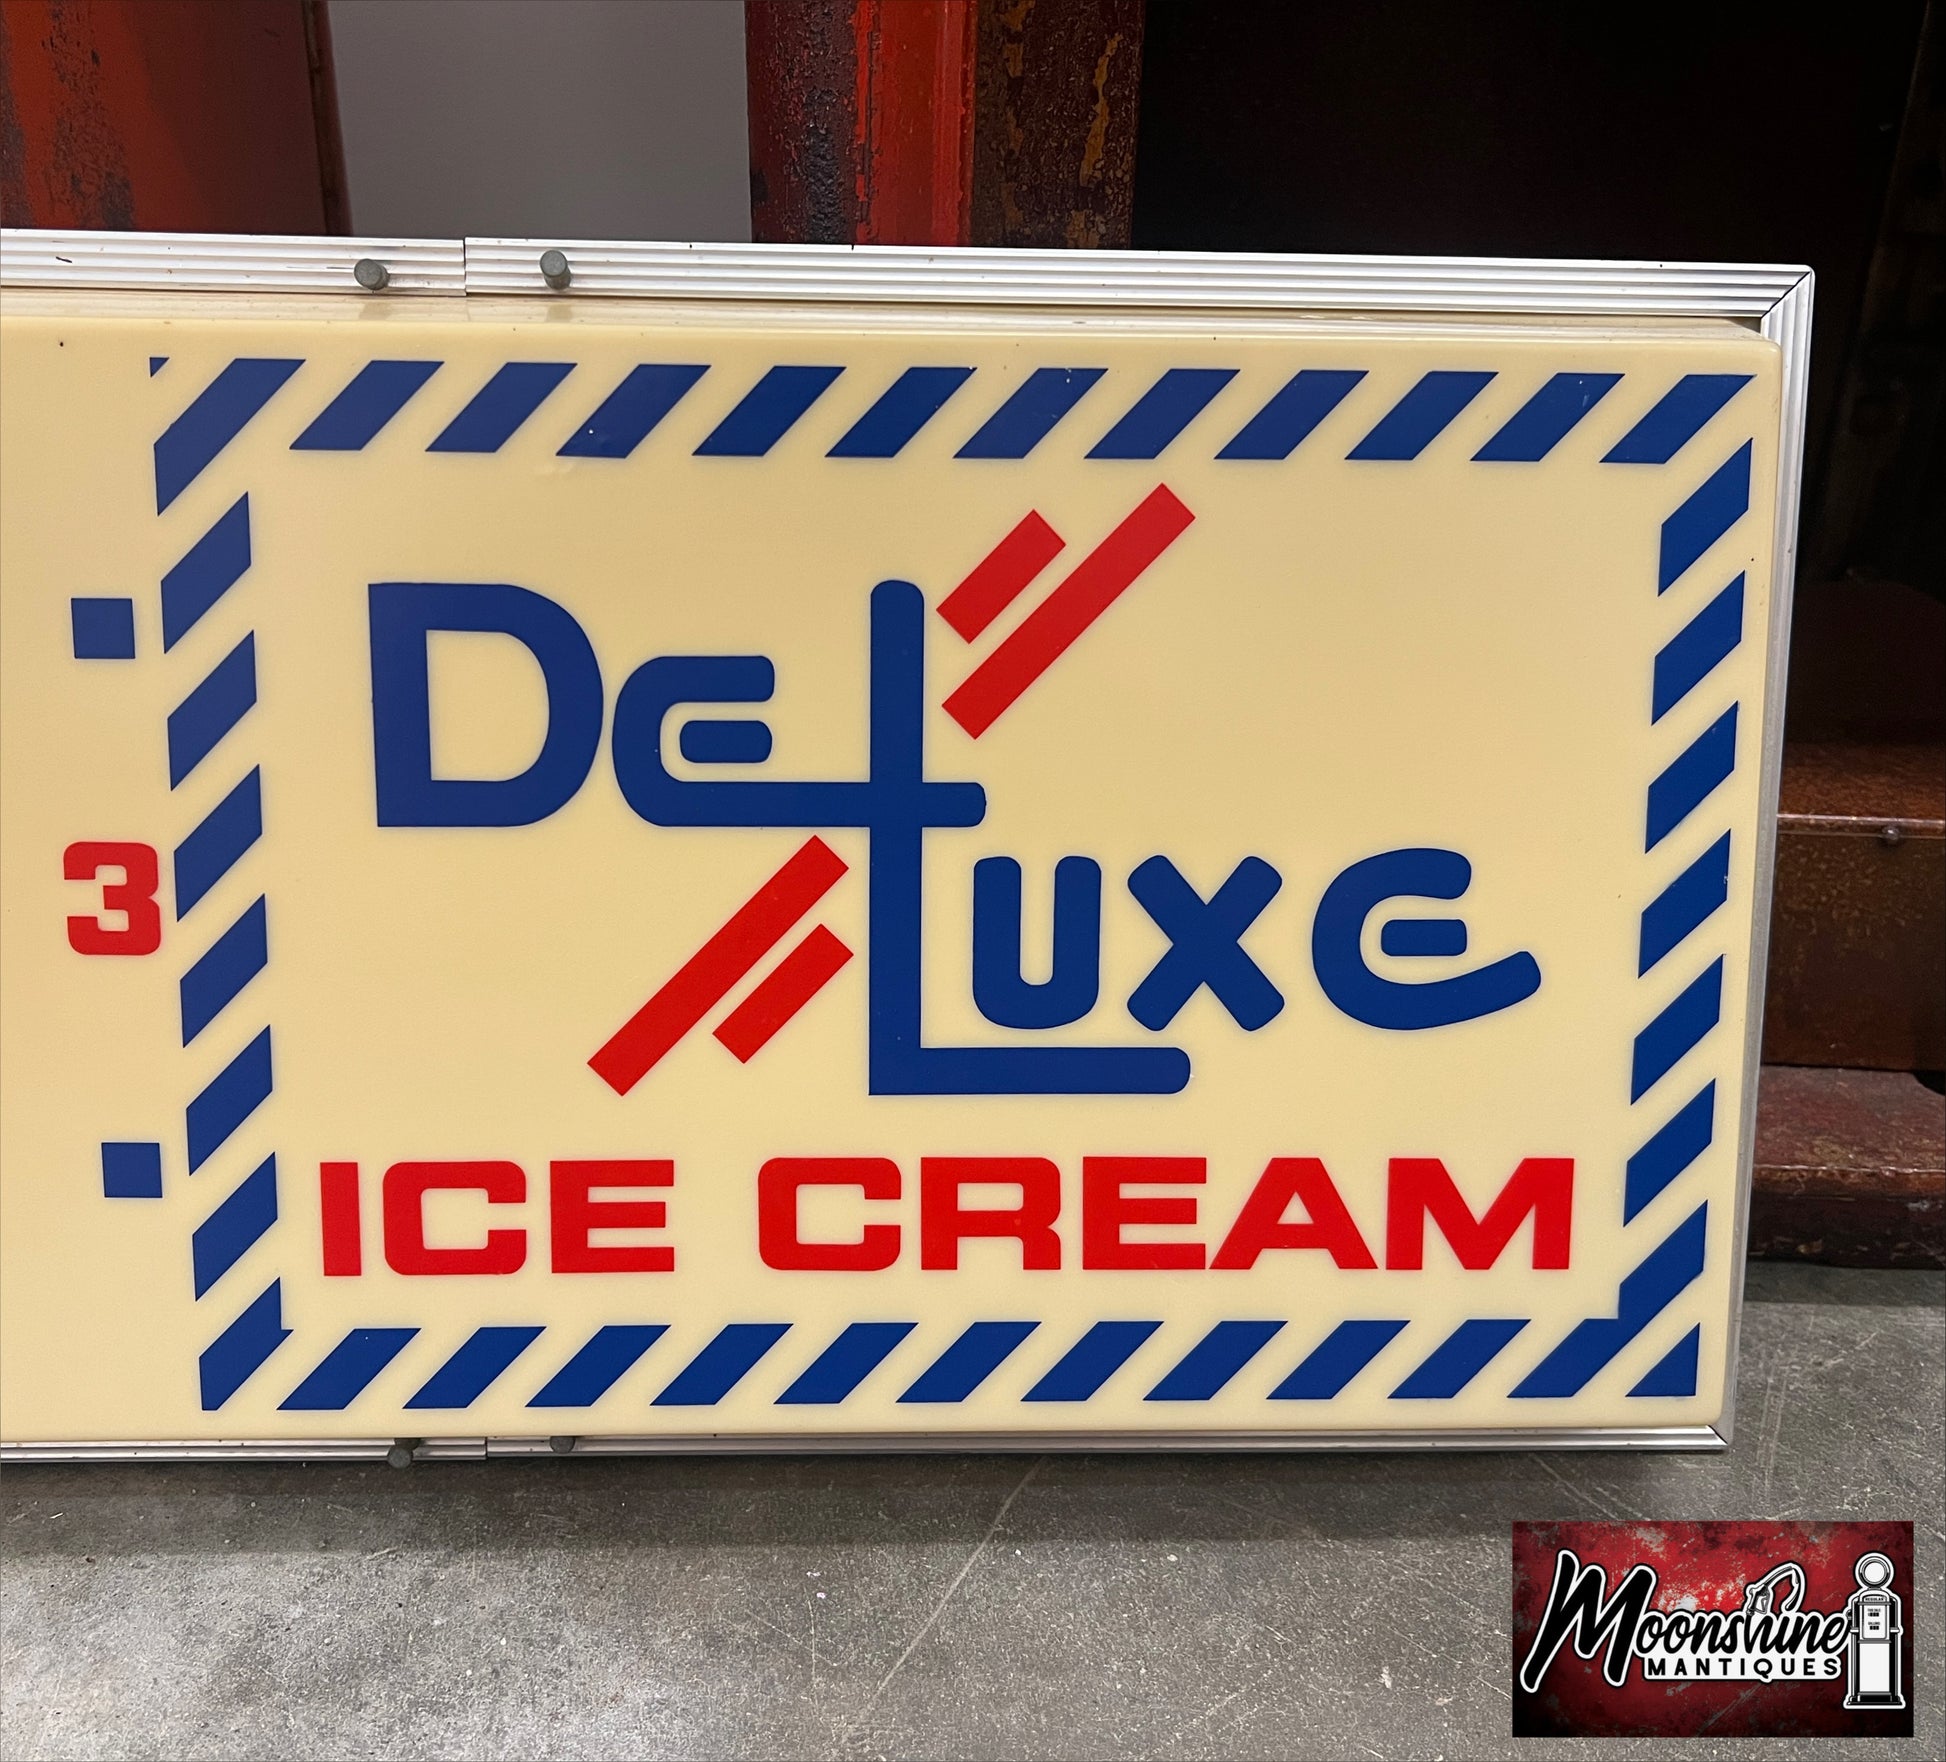 3
DeLuxe
ICE CREAM
Moonshine
MANTIQUES